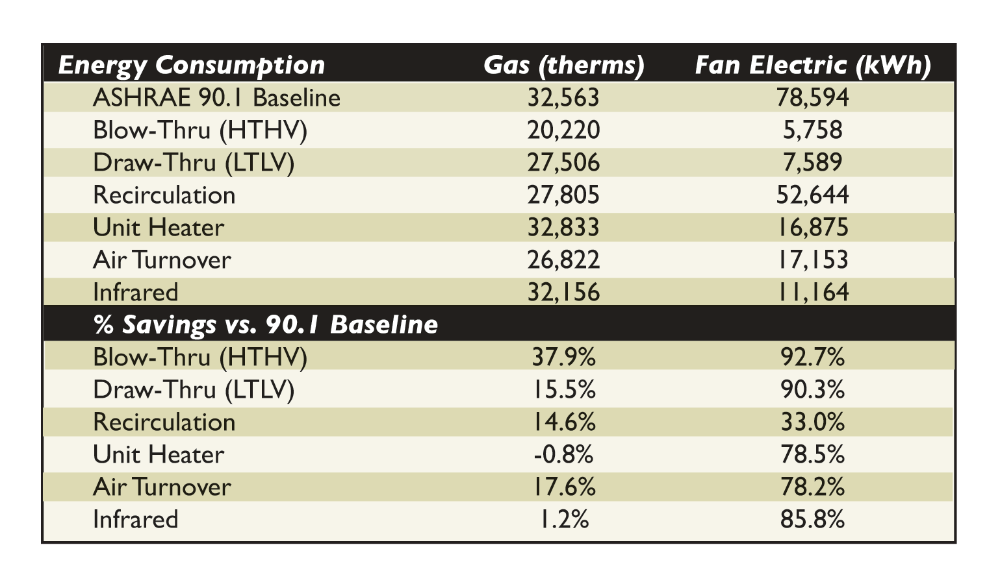 Energy Consumption Gas (therms) Fan Electric (kWh)
ASHRAE 90.1 Baseline 32,563 78,594
Blow-Thru (HTHV) 20,220 5,758
Draw-Thru (LTLV) 27,506 7,589
Recirculation 27,805 52,644
Unit Heater 32,833 16,875
Air Turnover 26,822 17,153
Infrared 32,156 11,164
% Savings vs. 90.1 Baseline
Blow-Thru (HTHV) 37.9% 92.7%
Draw-Thru (LTLV) 15.5% 90.3%
Recirculation 14.6% 33.0%
Unit Heater -0.8% 78.5%
Air Turnover 17.6% 78.2%
Infrared 1.2% 85.8%